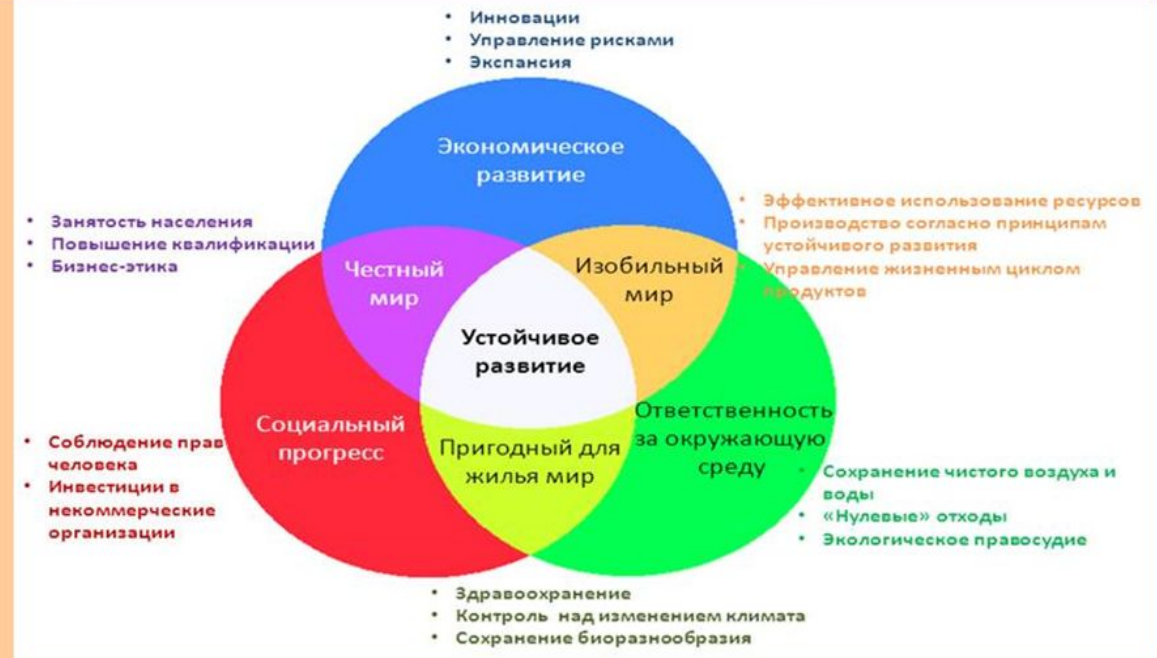 • Инновации
• Управление рисками
• Экспансия
Экономическое
развитие
• Занятость населения
• Повышение квалификации
• Бизнес-этика
• Эффективное использование ресурсов
• Производство согласно принципам
устойчивого развития
• Управление жизненным циклом
продуктов
Честный
мир
Изобильный
мир
Устойчивое
развитие
Социальный
прогресс
Пригодный для
жилья мир
Ответственность
за окружающую
среду
• Соблюдение прав
человека
• Инвестиции в
некоммерческие
организации
• Сохранение чистого воздуха и
воды
• «Нулевые» отходы
• Экологическое правосудие
• Здравоохранение
• Контроль над изменением климата
• Сохранение биоразнообразия